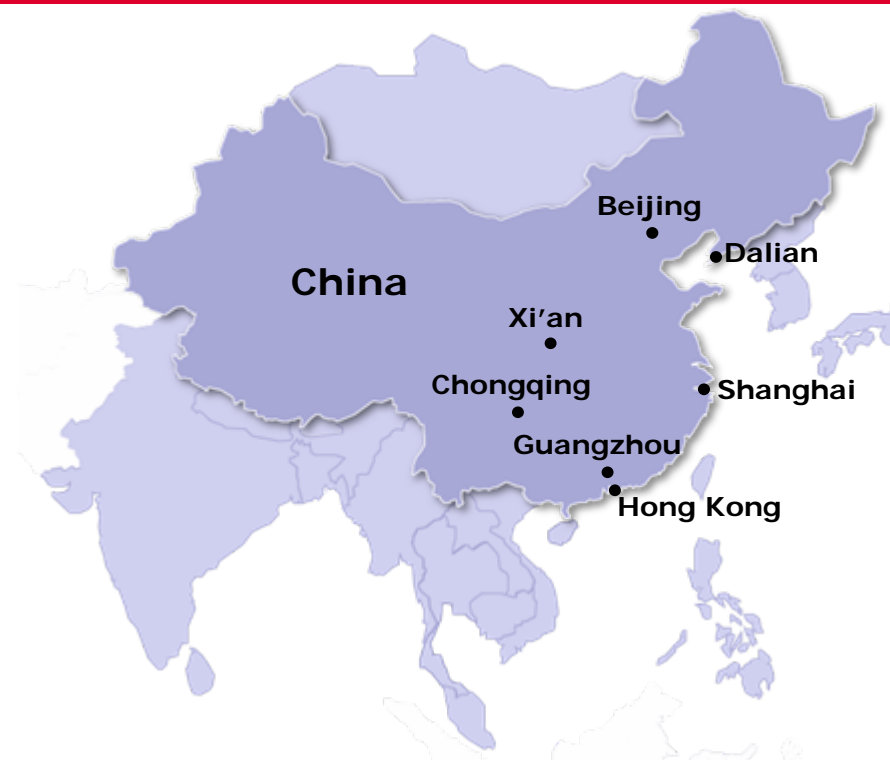 Beijing
Dalian
China
Xi’an
Chongqing
Shanghai
Guangzhou
Hong Kong